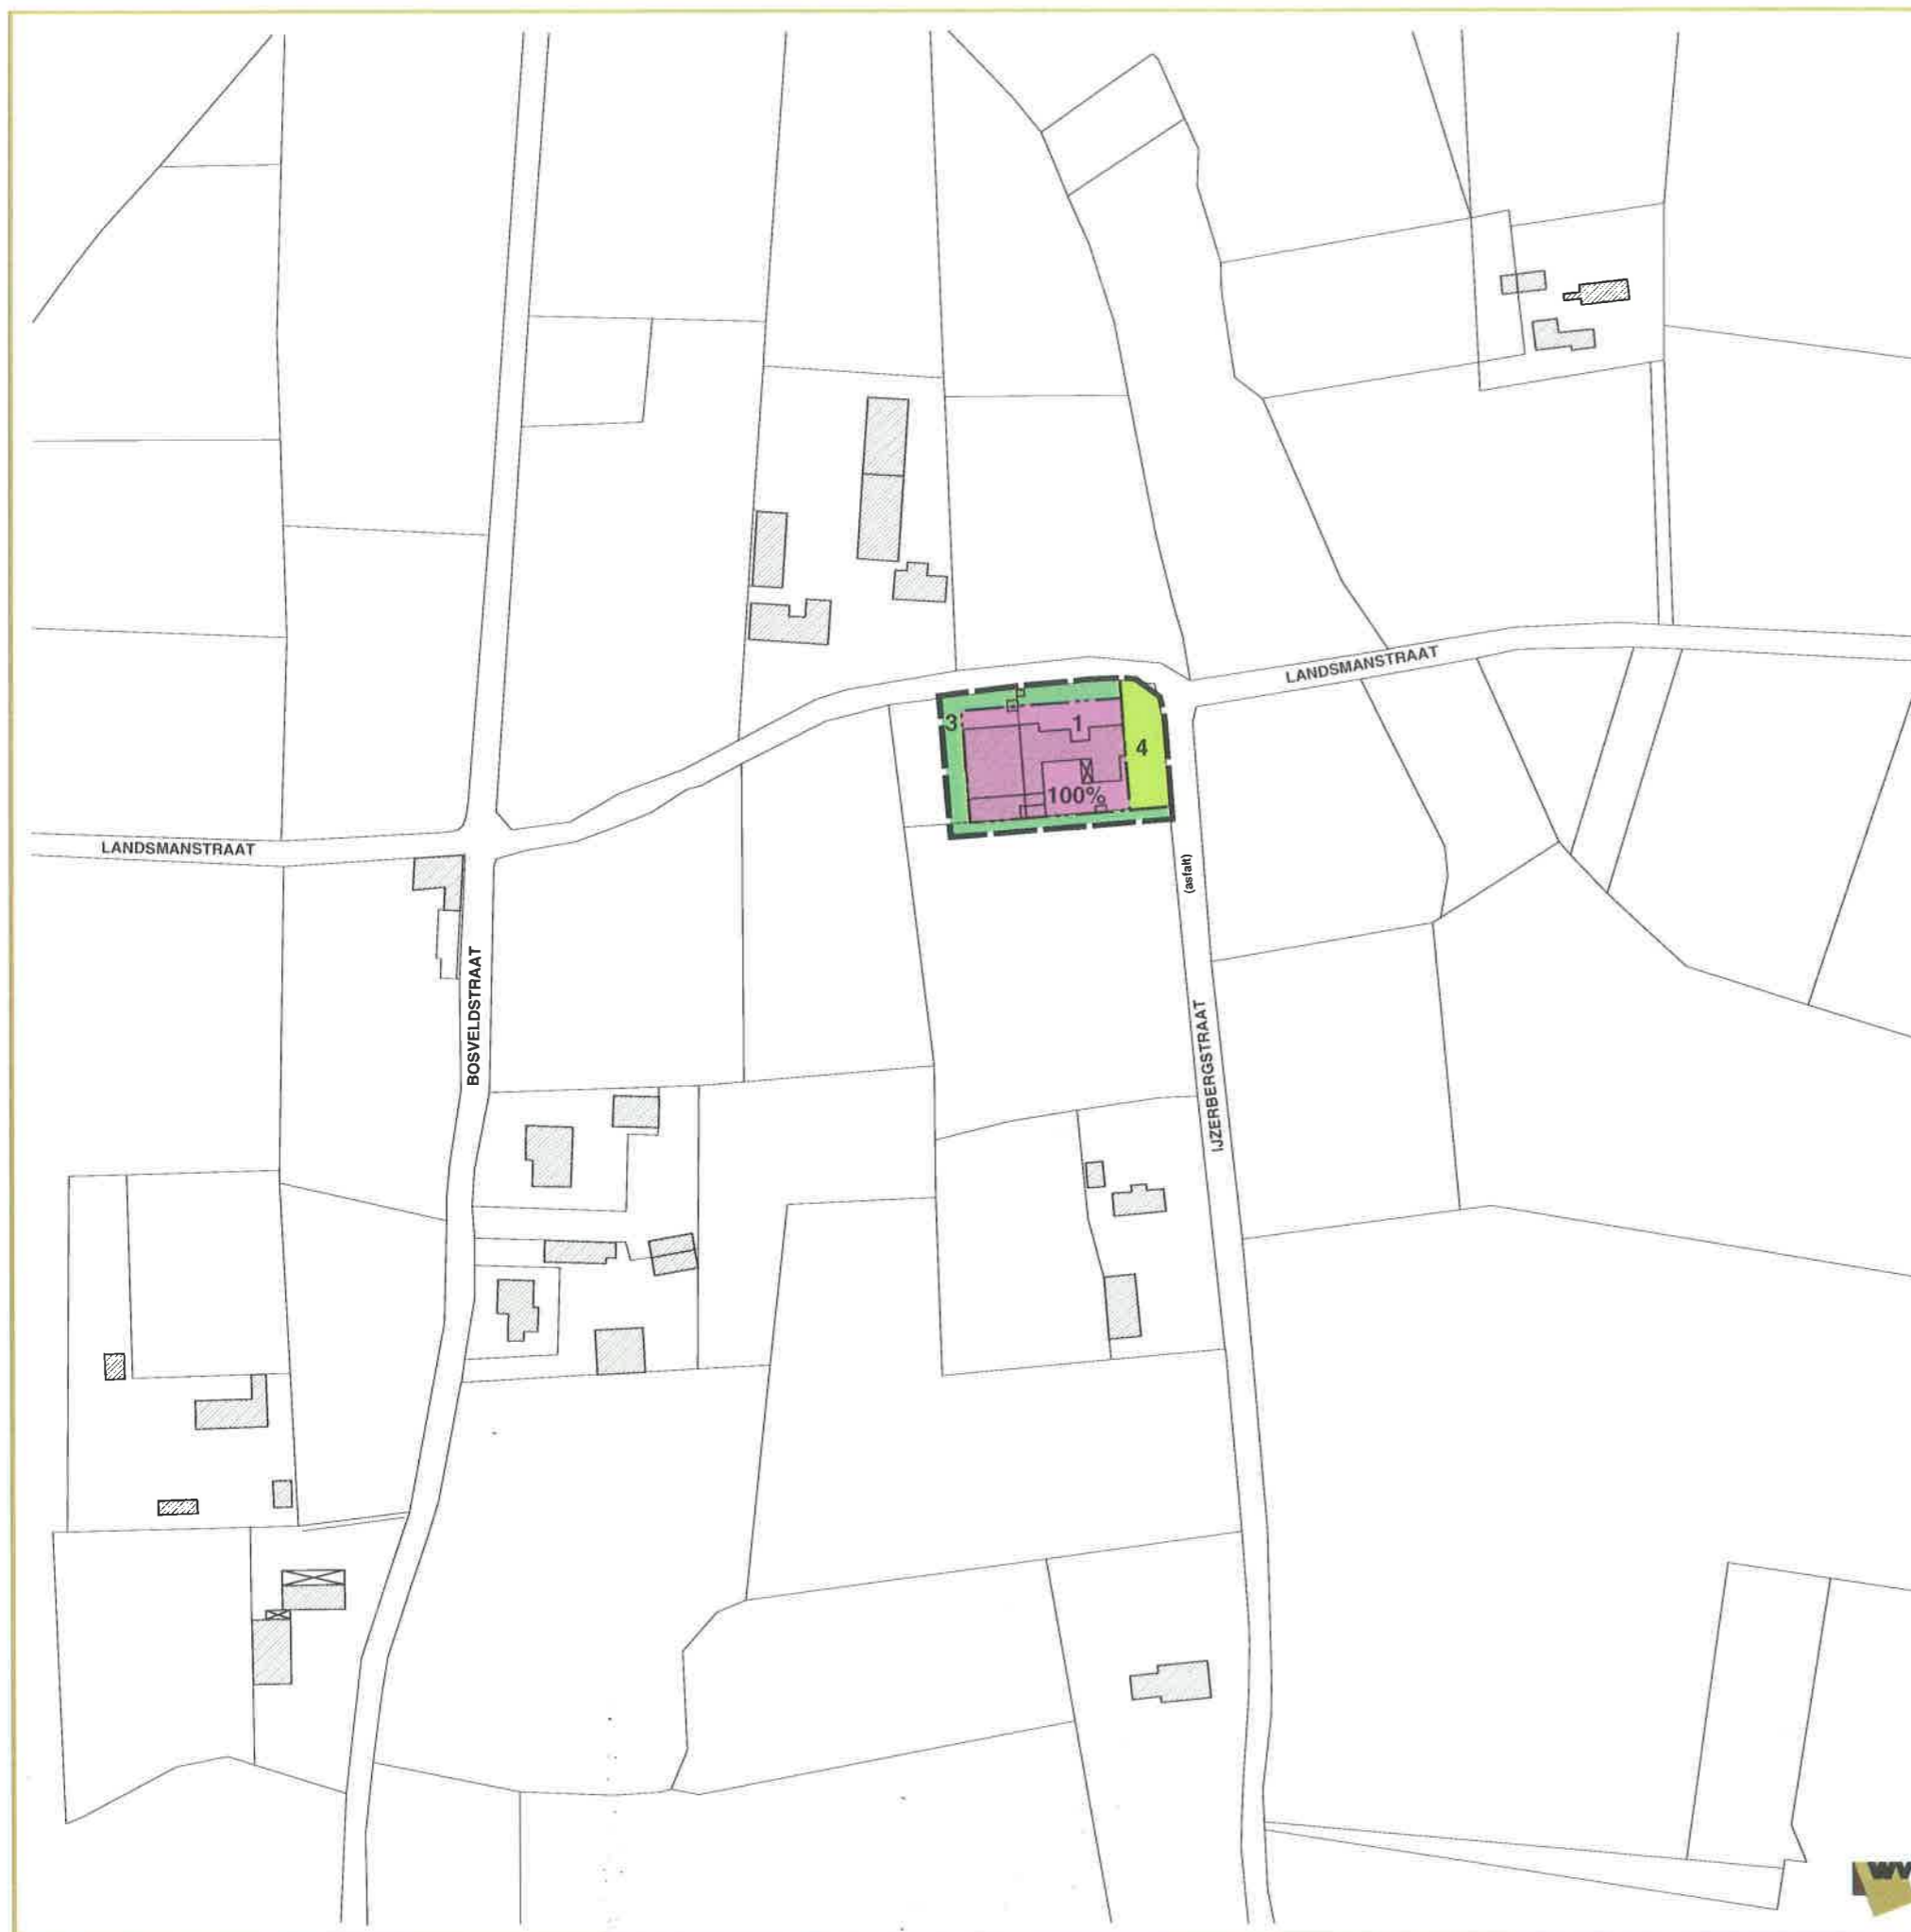 LANDSMANSTRAAT
3
1
4
100%
LANDSMANSTRAAT
(asfalt)
BOSVELDSTRAAT
IJZERBERGSTRAAT